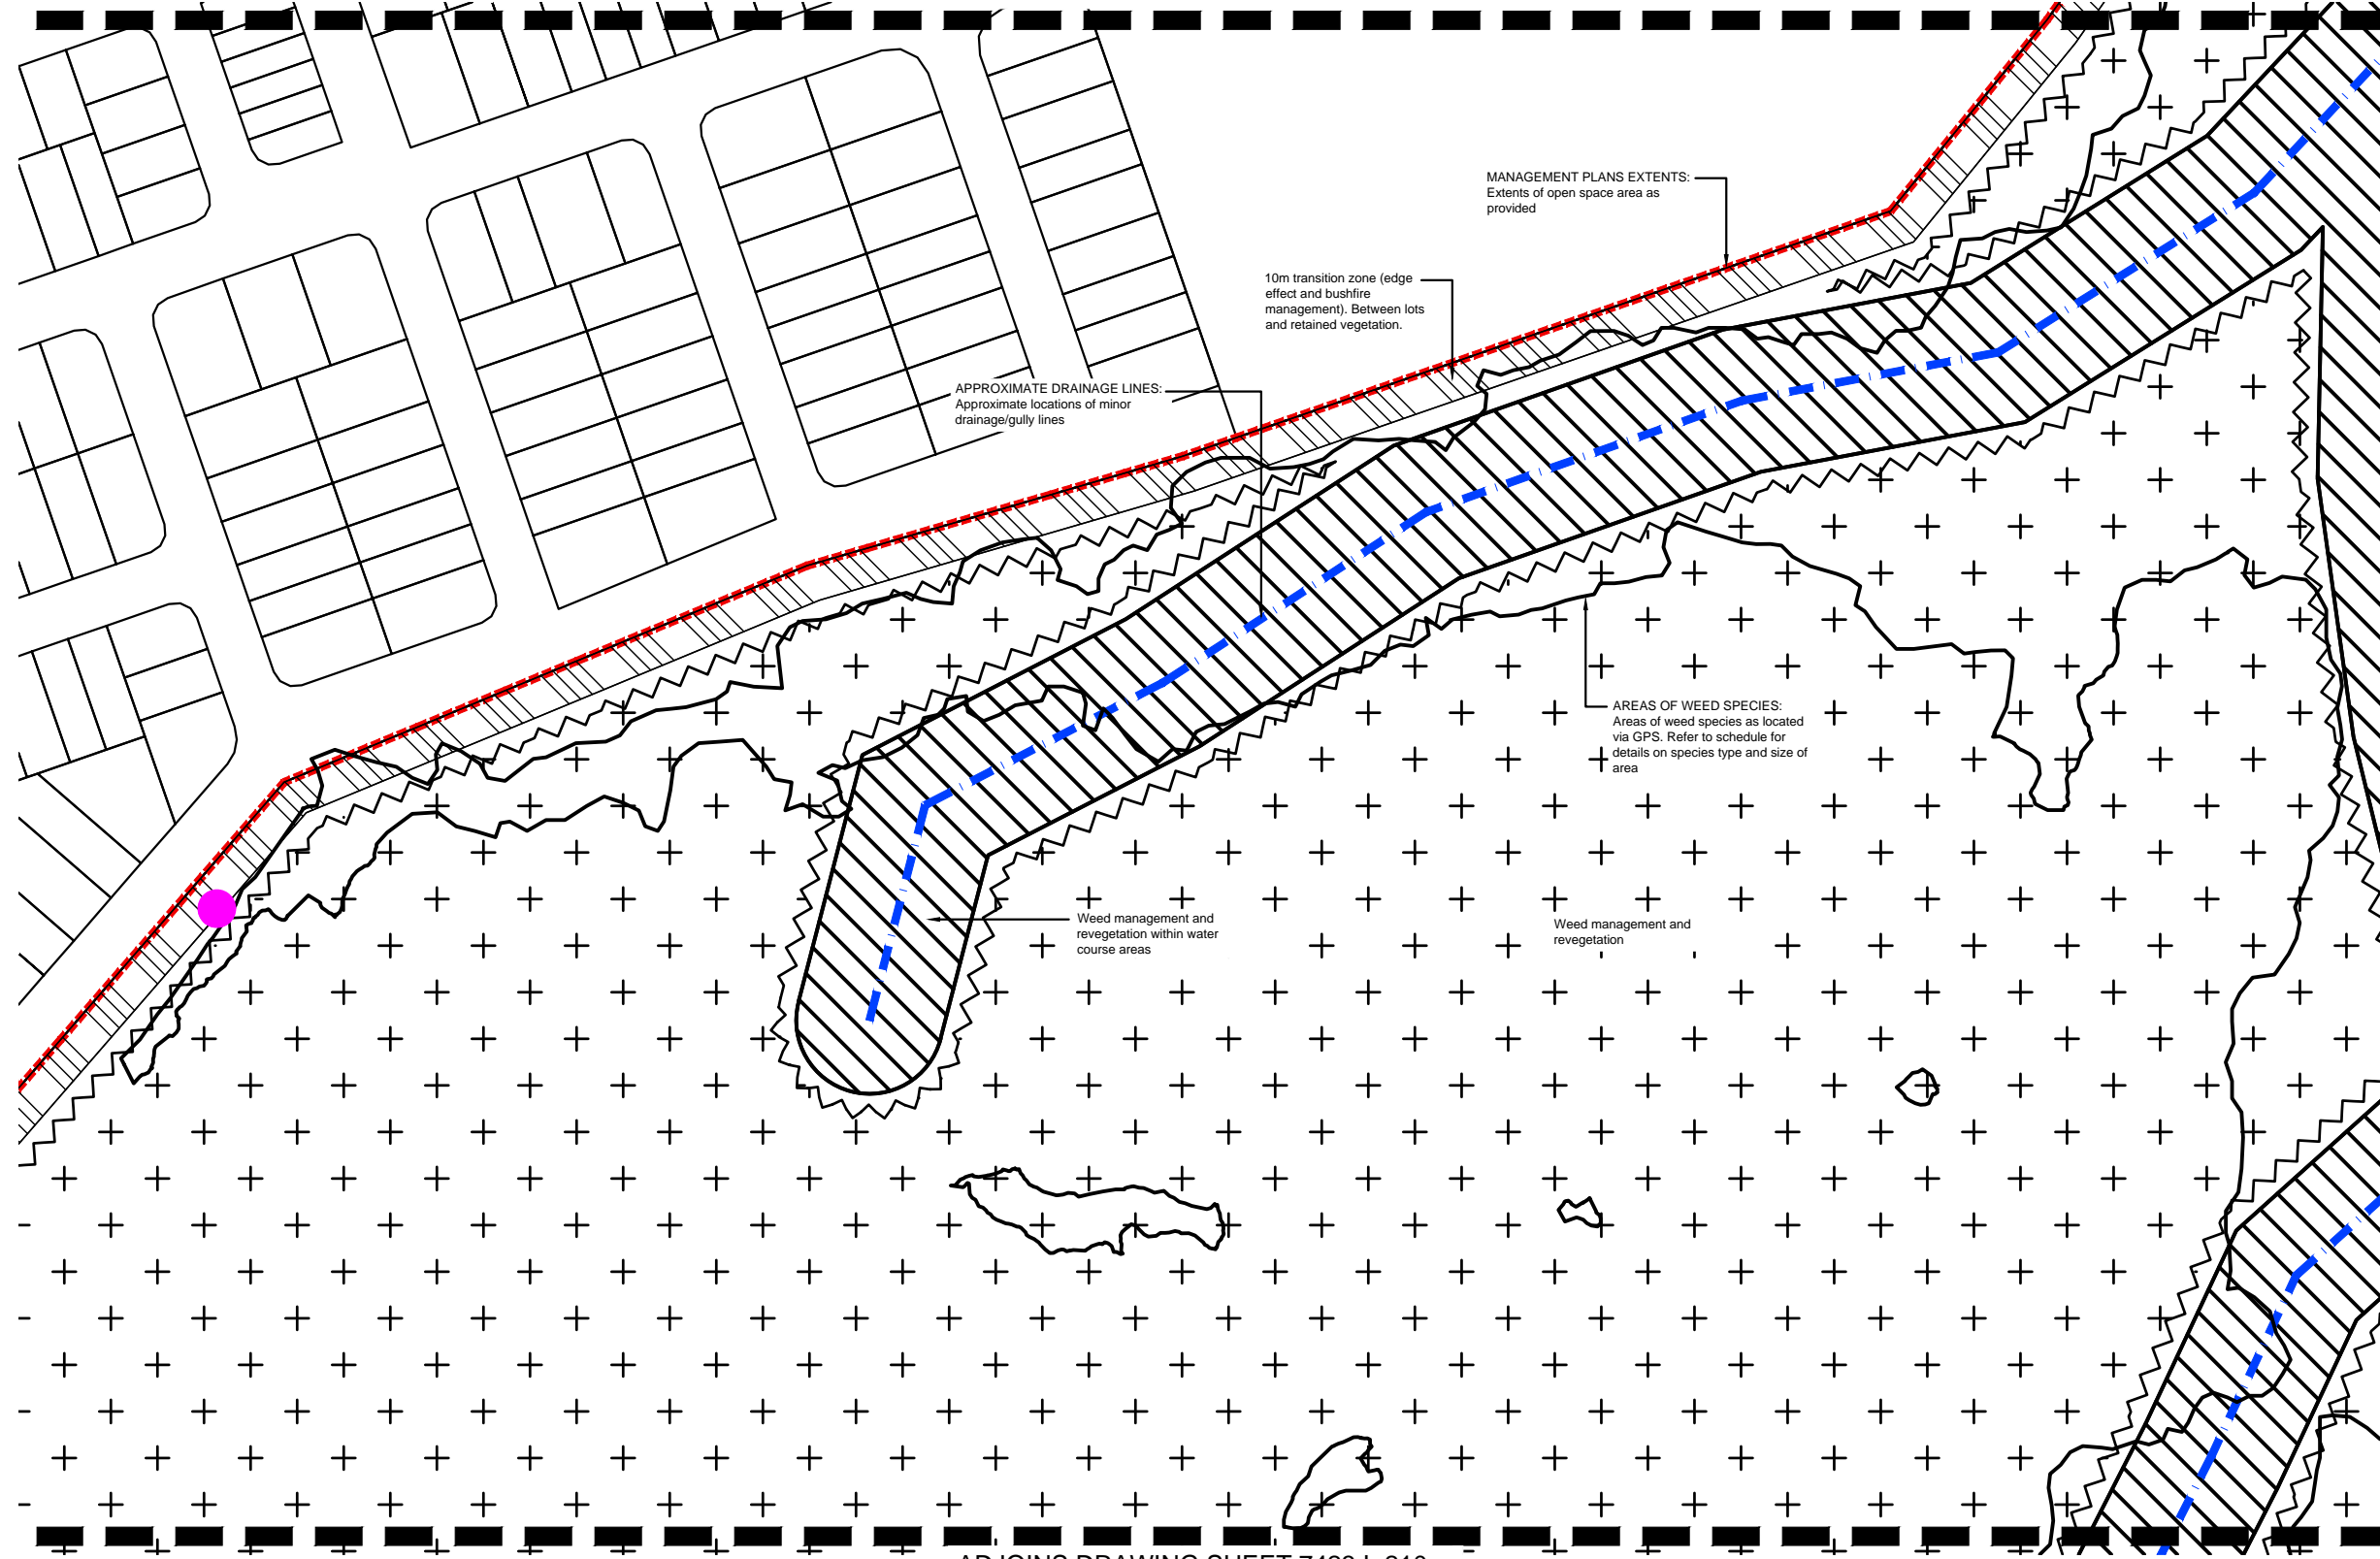 MANAGEMENT PLANS EXTENTS:
Extents of open space area as
provided
10m transition zone (edge
effect and bushfire
management). Between lots
and retained vegetation.
APPROXIMATE DRAINAGE LINES:
Approximate locations of minor
drainage/gully lines
AREAS OF WEED SPECIES:
Areas of weed species as located
via GPS. Refer to schedule for
details on species type and size of
area
Weed management and
revegetation within water
course areas
Weed management and
revegetation
ADJOINS DRAWING SHEET